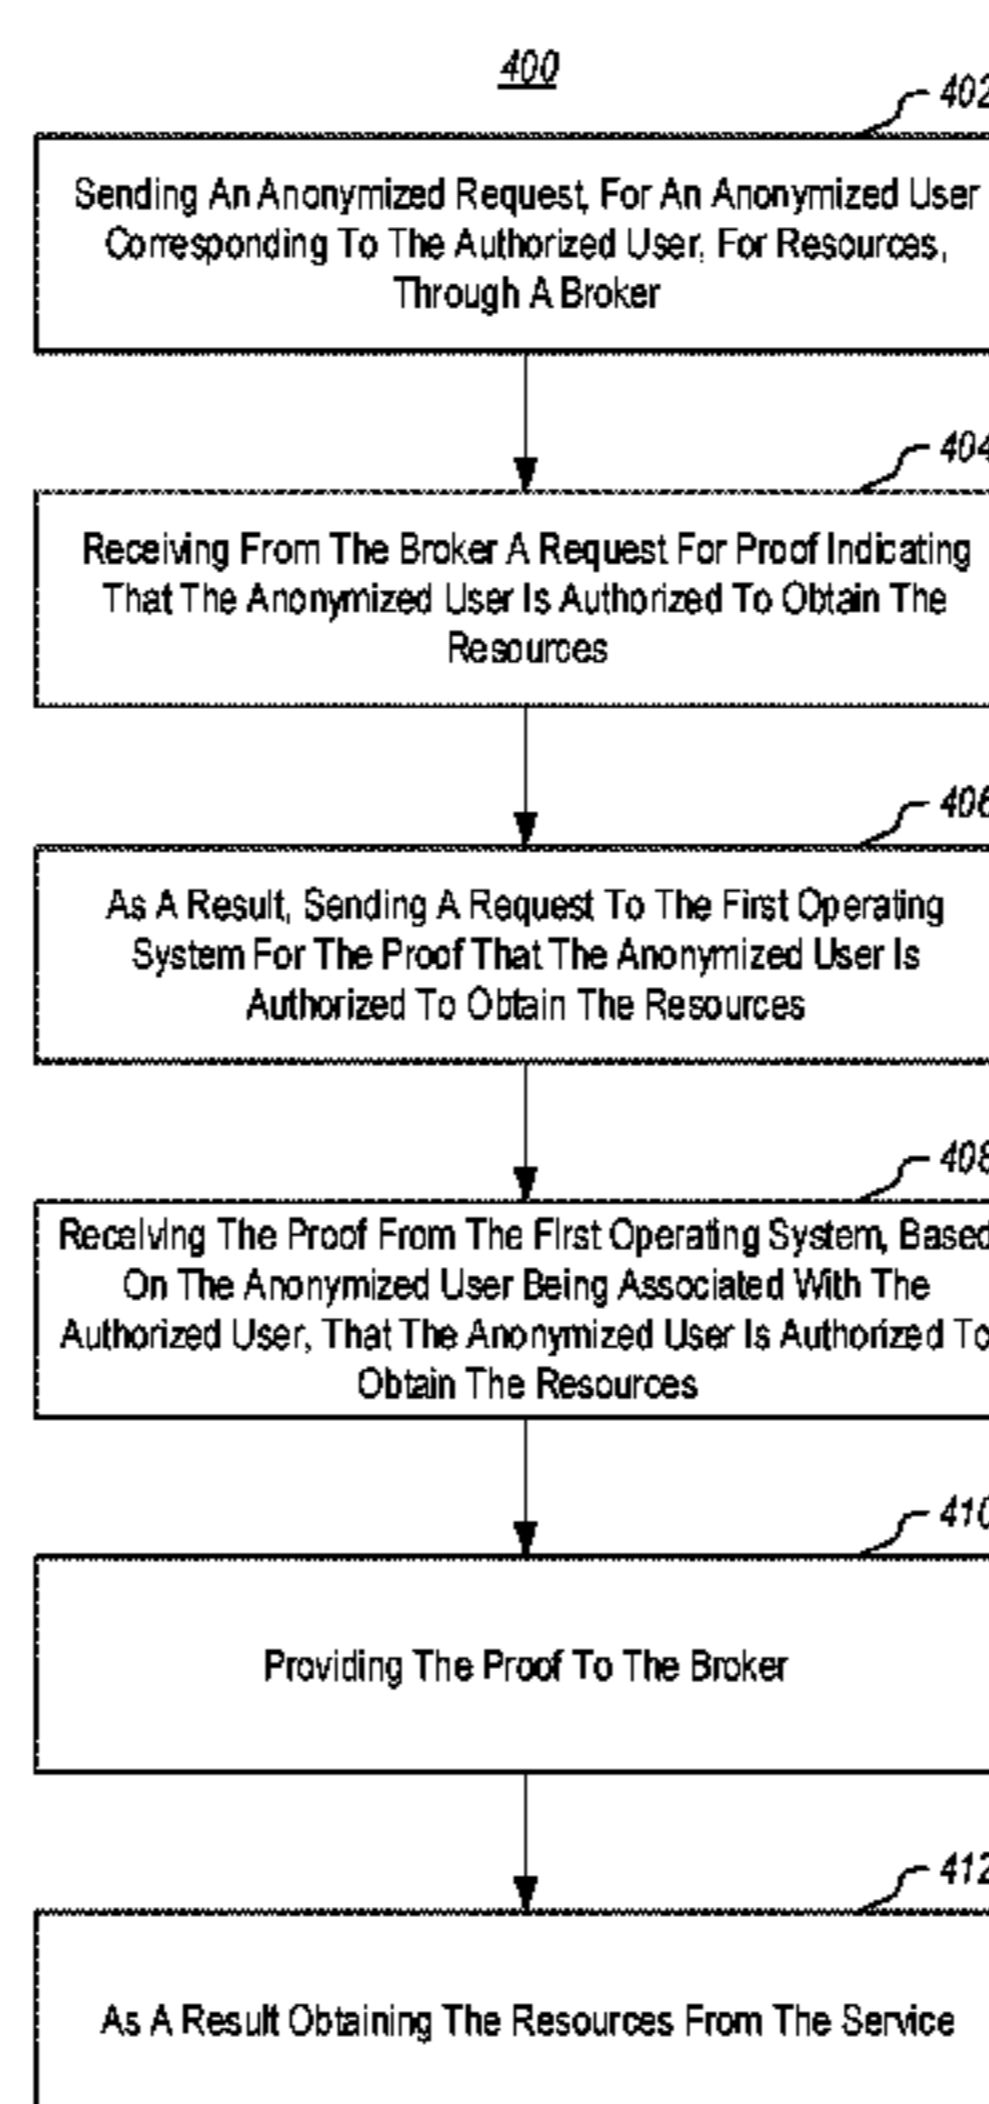 400
402
Sending An Anonymized Request, For An Anonymized User
Corresponding To The Authorized User, For Resources,
Through A Broker
404
Receiving From The Broker A Request For Proof Indicating
That The Anonymized User Is Authorized To Obtain The
Resources
406
As A Result, Sending A Request To The First Operating
System For The Proof That The Anonymized User Is
Authorized To Obtain The Resources
408
Receiving The Proof From The First Operating System, Based
On The Anonymized User Being Associated With The
Authorized User, That The Anonymized User Is Authorized To
Obtain The Resources
410
Providing The Proof To The Broker
412
As A Result Obtaining The Resources From The Service